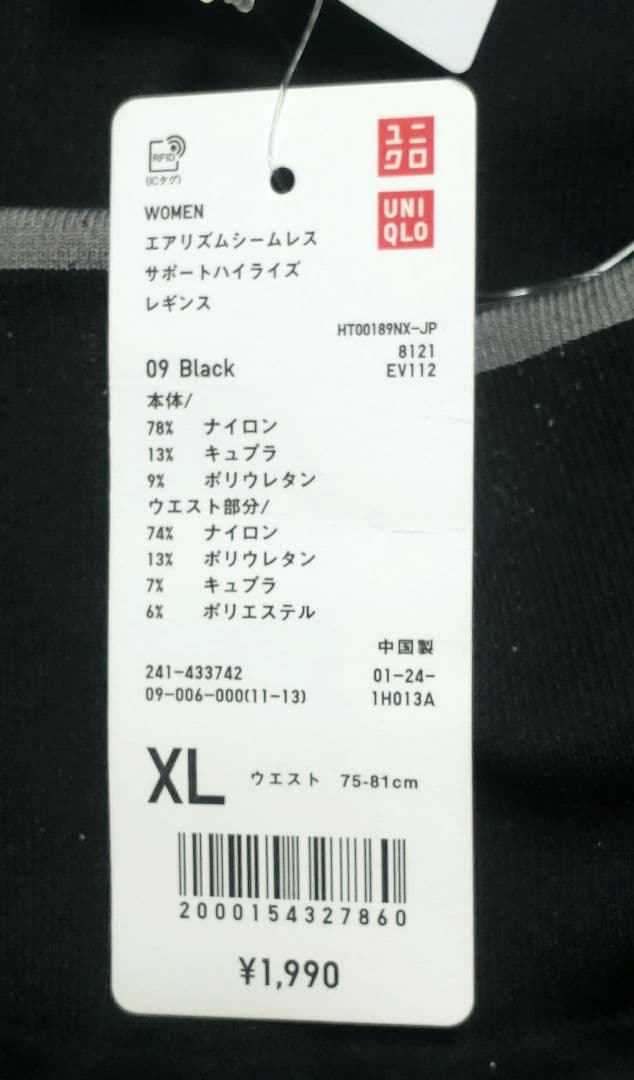 RFID
(ICタグ)
ユニ
クロ
UNI
QLO
WOMEN
エアリズムシームレス
サポートハイライズ
レギンス
HT00189NX-JP
8121
09 Black
EV112
本体/
78% ナイロン
13% キュプラ
9% ポリウレタン
ウエスト部分/
74% ナイロン
13% ポリウレタン
7% キュプラ
6% ポリエステル
中国製
241-433742
01-24-
09-006-000(11-13)
1H013A
XL ウエスト 75-81cm
2000154327860
¥1,990